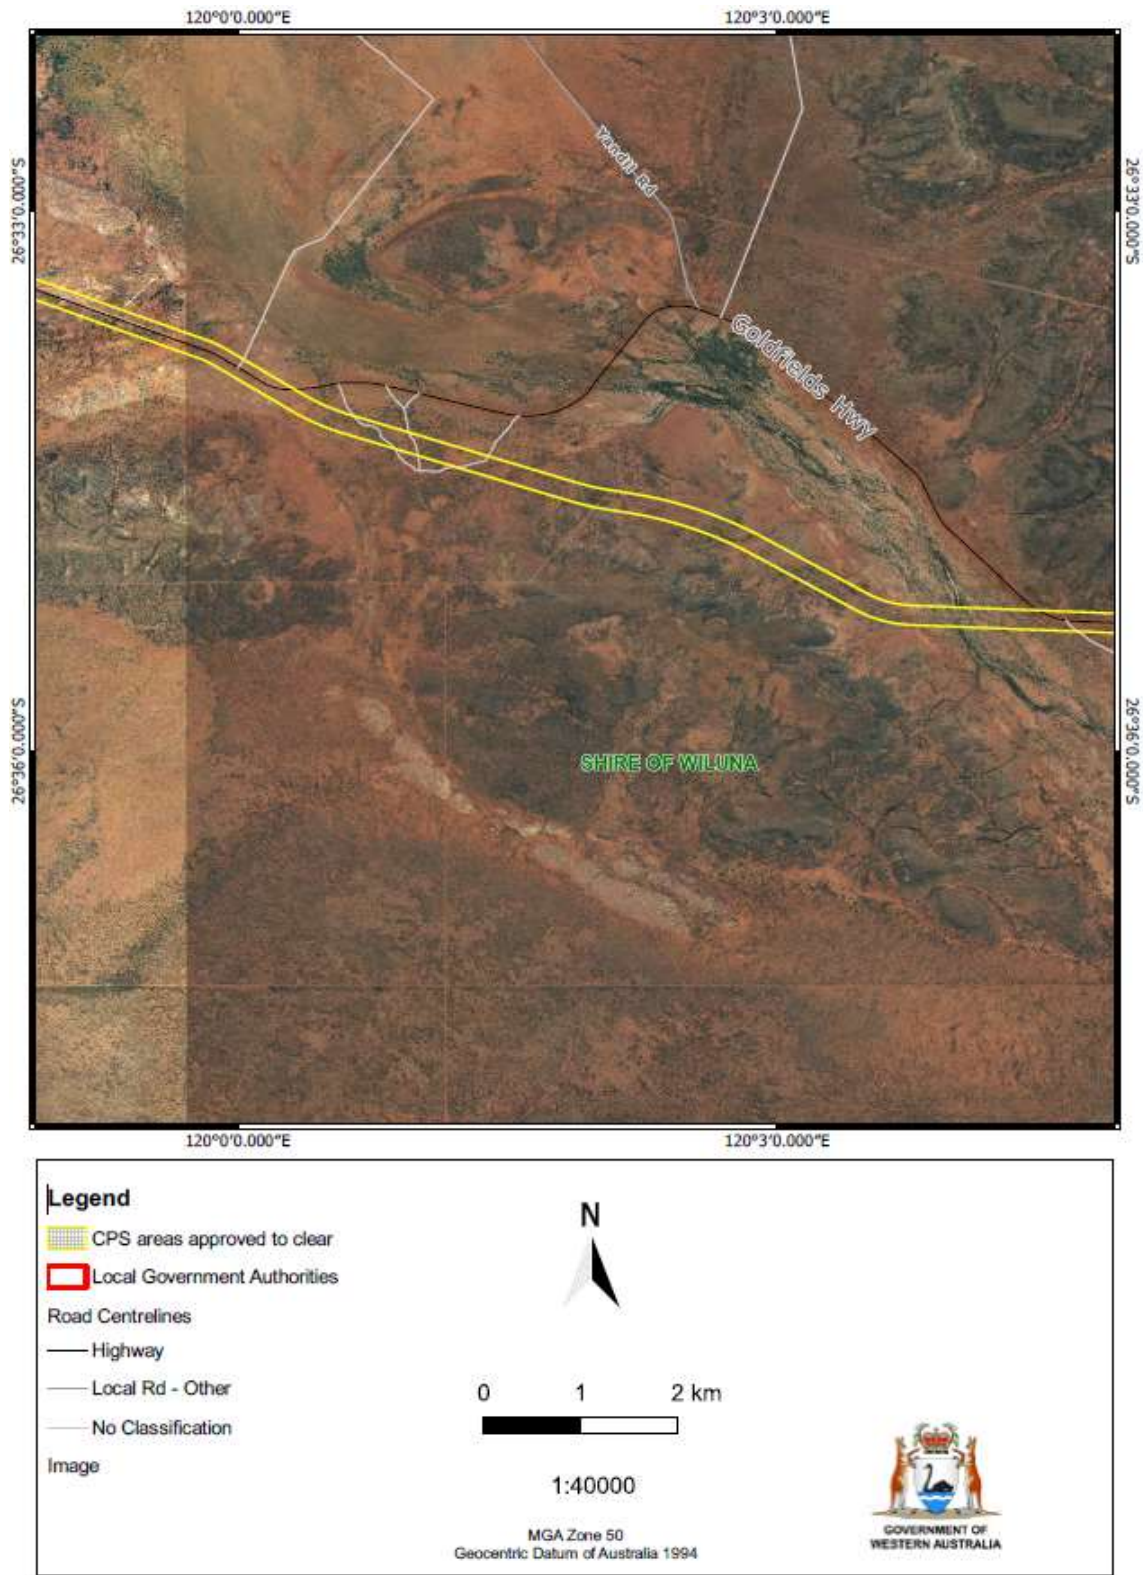 120°0'0.000"E
120°3'0.000"E
26°33'0.000"S
26°33'0.000"S
Yandil Rd
Goldfields Hwy
SHIRE OF WILUNA
26°36'0.000"S
26°36'0.000"S
120°0'0.000"E
120°3'0.000"E
Legend
CPS areas approved to clear
Local Government Authorities
Road Centrelines
Highway
Local Rd - Other
No Classification
Image
N
0 1 2 km
1:40000
MGA Zone 50
Geocentric Datum of Australia 1994
GOVERNMENT OF
WESTERN AUSTRALIA